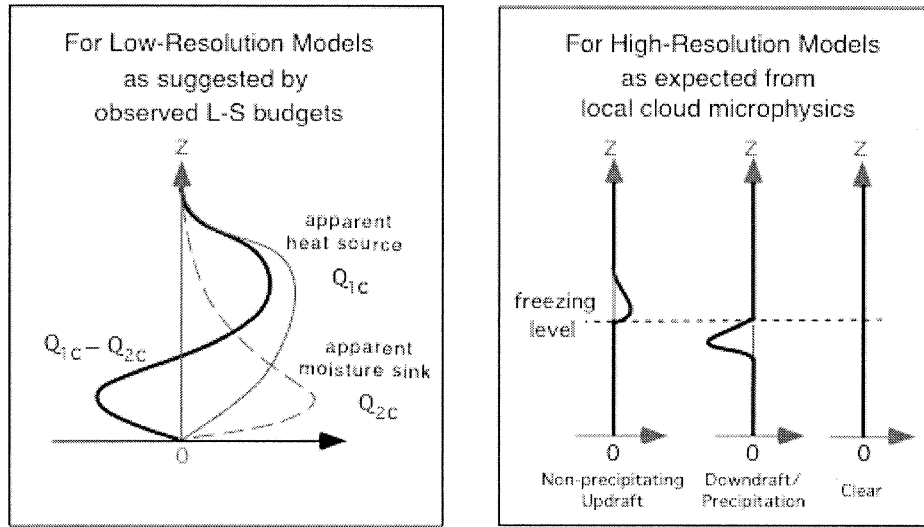 For Low-Resolution Models
as suggested by
observed L-S budgets
Z
apparent
heat source
Q1C
Q1C – Q2C
apparent
moisture sink
Q2C
0
For High-Resolution Models
as expected from
local cloud microphysics
Z Z Z
freezing
level
0 0 0
Non-precipitating
Updraft
Downdraft/
Precipitation
Clear